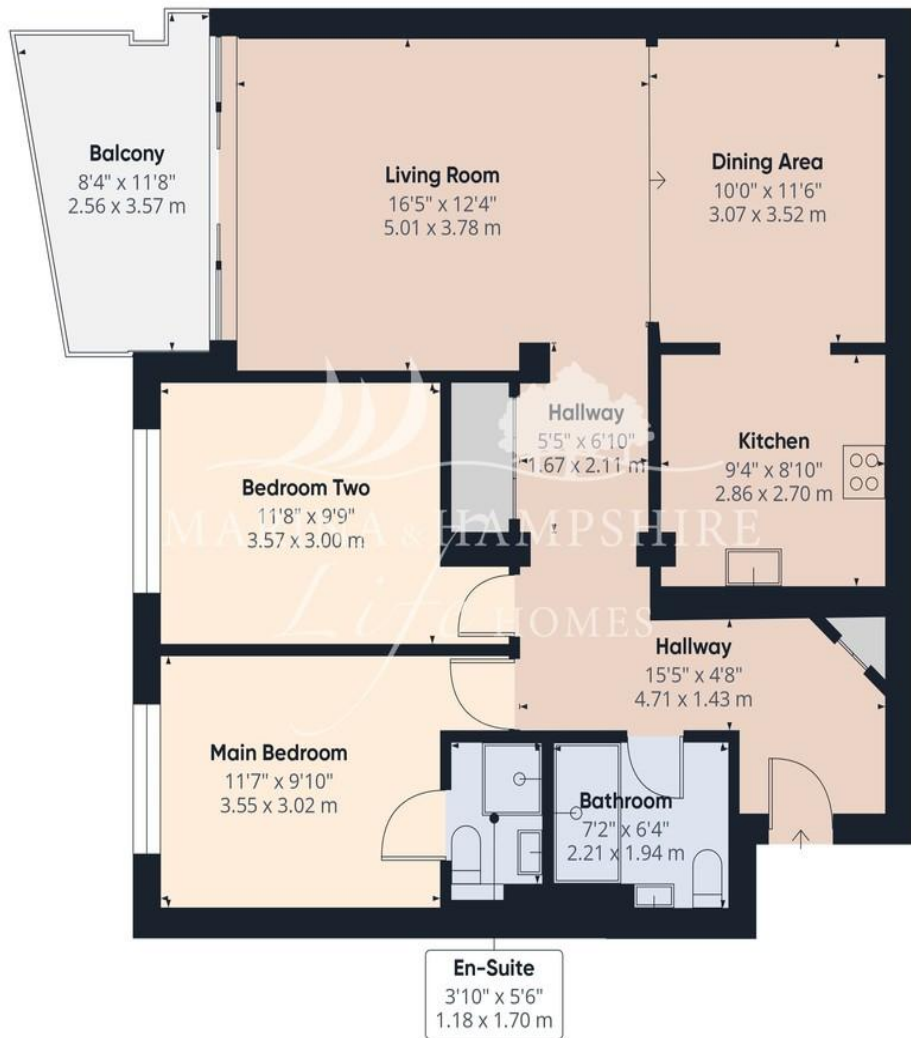 Balcony
8'4" x 11'8"
2.56 x 3.57 m
Living Room
16'5" x 12'4"
5.01 x 3.78 m
Dining Area
10'0" x 11'6"
3.07 x 3.52 m
Hallway
5'5" x 6'10"
1.67 x 2.11 m
Kitchen
9'4" x 8'10"
2.86 x 2.70 m
Bedroom Two
11'8" x 9'9"
3.57 x 3.00 m
MARINA & HAMPSHIRE
Life HOMES
Hallway
15'5" x 4'8"
4.71 x 1.43 m
Main Bedroom
11'7" x 9'10"
3.55 x 3.02 m
Bathroom
7'2" x 6'4"
2.21 x 1.94 m
En-Suite
3'10" x 5'6"
1.18 x 1.70 m